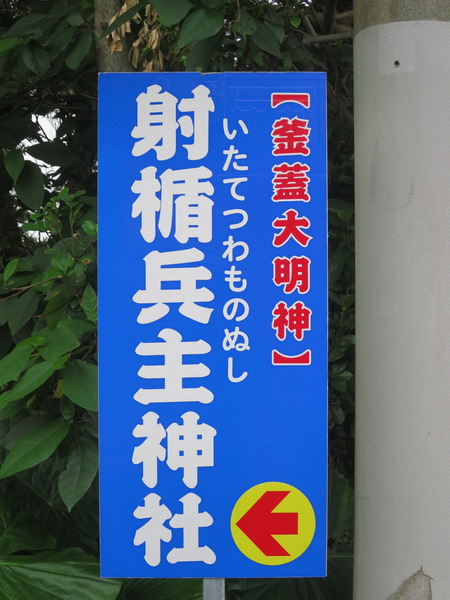 【釜蓋大明神】
いたてつわものぬし
射楯兵主神社